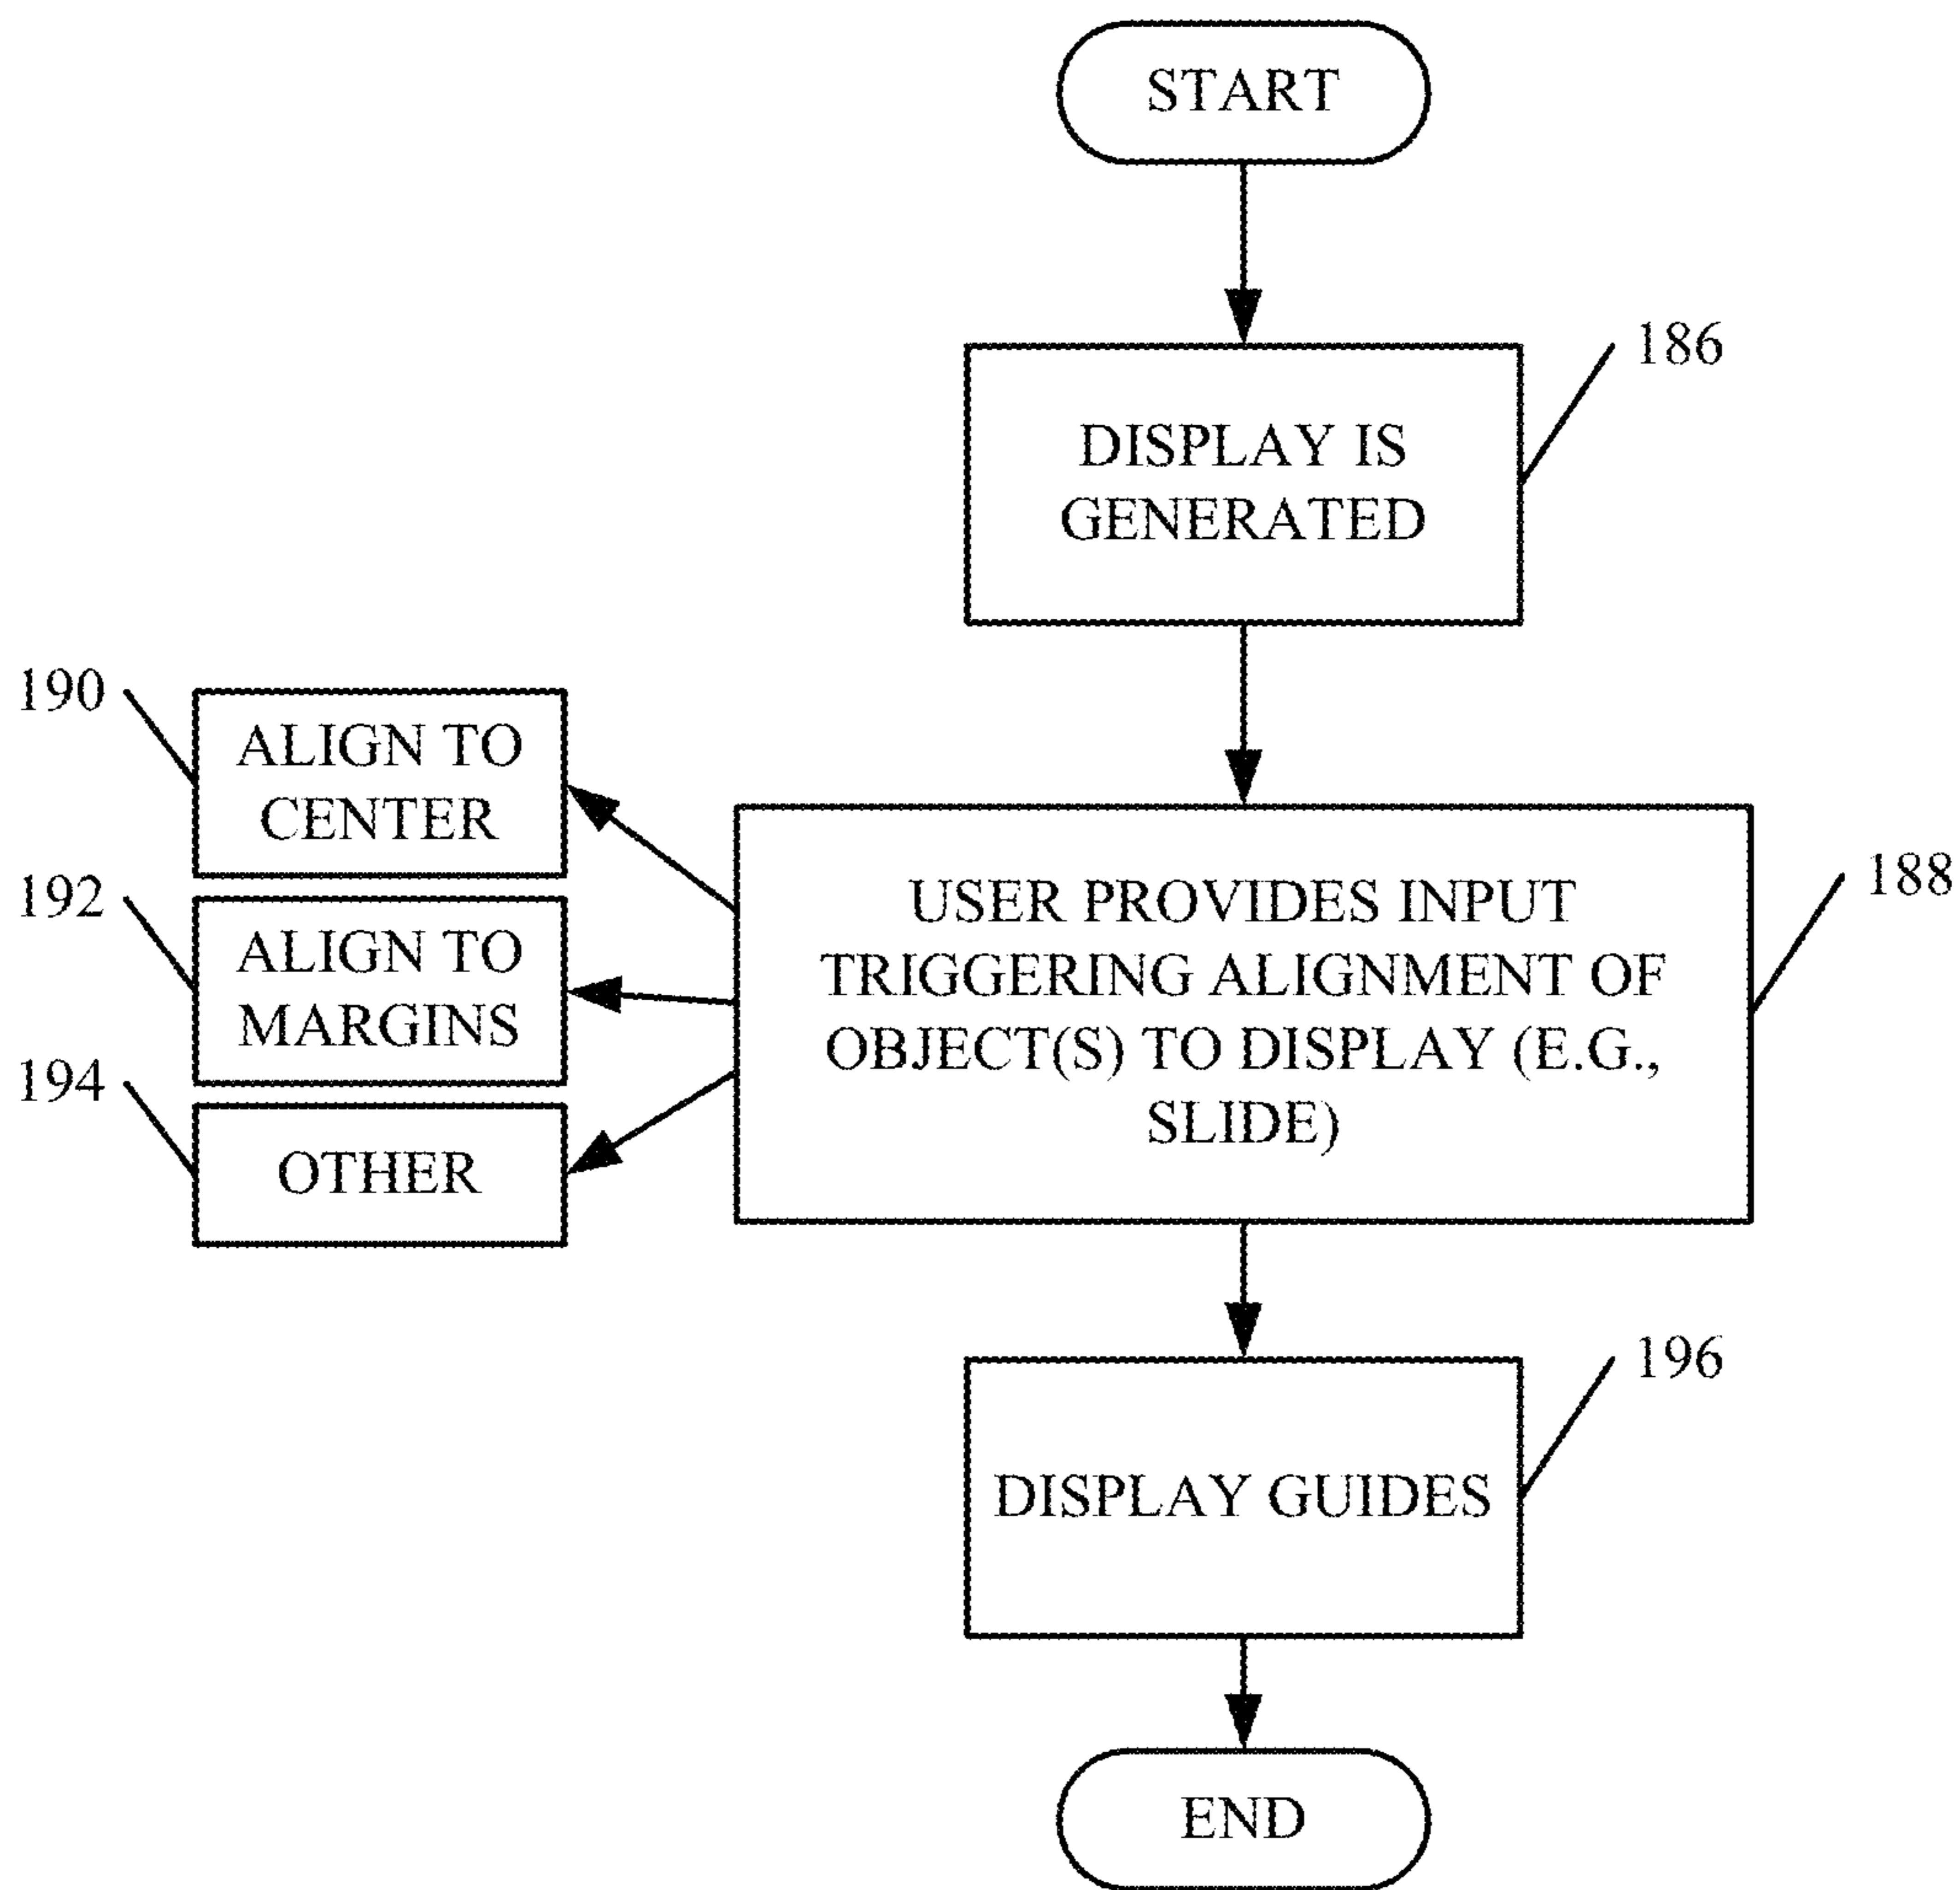 START
186
DISPLAY IS
GENERATED
190
ALIGN TO
CENTER
192
ALIGN TO
MARGINS
194
OTHER
188
USER PROVIDES INPUT
TRIGGERING ALIGNMENT OF
OBJECT(S) TO DISPLAY (E.G.,
SLIDE)
196
DISPLAY GUIDES
END